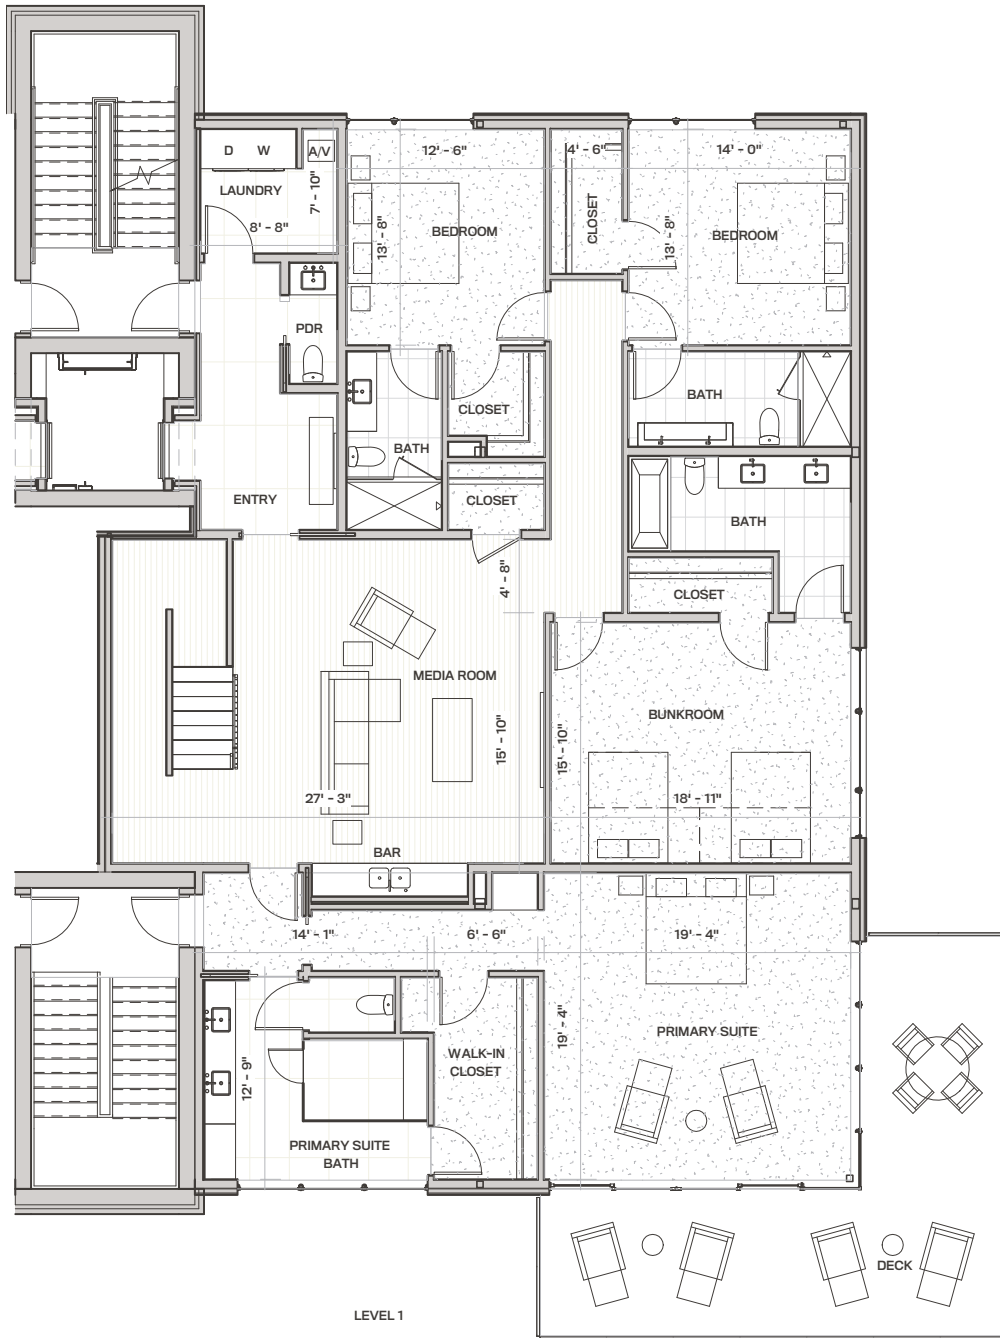 D W
A/V
12' - 6"
4' - 6"
14' - 0"
LAUNDRY
7' - 10"
8' - 8"
13' - 8"
BEDROOM
CLOSET
13' - 8"
BEDROOM
PDR
BATH
CLOSET
BATH
ENTRY
CLOSET
BATH
4' - 8"
CLOSET
MEDIA ROOM
15' - 10"
BUNKROOM
15' - 10"
27' - 3"
18' - 11"
BAR
14' - 1"
6' - 6"
19' - 4"
19' - 4"
PRIMARY SUITE
12' - 9"
WALK-IN
CLOSET
PRIMARY SUITE
BATH
DECK
LEVEL 1